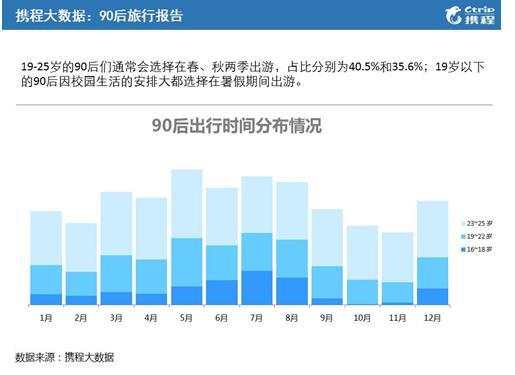 携程大数据：90后旅行报告
Ctrip
携程
19-25岁的90后们通常会选择在春、秋两季出游，占比分别为40.5%和35.6%；19岁以下
的90后因校园生活的安排大都选择在暑假期间出游。
90后出行时间分布情况
23~25 岁
19~22 岁
16~18 岁
1月 2月 3月 4月 5月 6月 7月 8月 9月 10月 11月 12月
数据来源：携程大数据